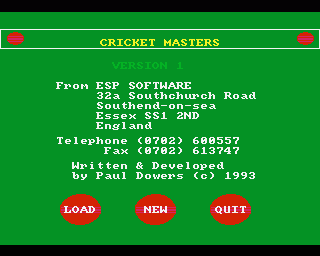 CRICKET MASTERS
VERSION 1
From ESP SOFTWARE
32a Southchurch Road
Southend-on-sea
Essex SS1 2ND
England
Telephone (0702) 600557
Fax (0702) 613747
Written & Developed
by Paul Dowers (c) 1993
LOAD NEW QUIT